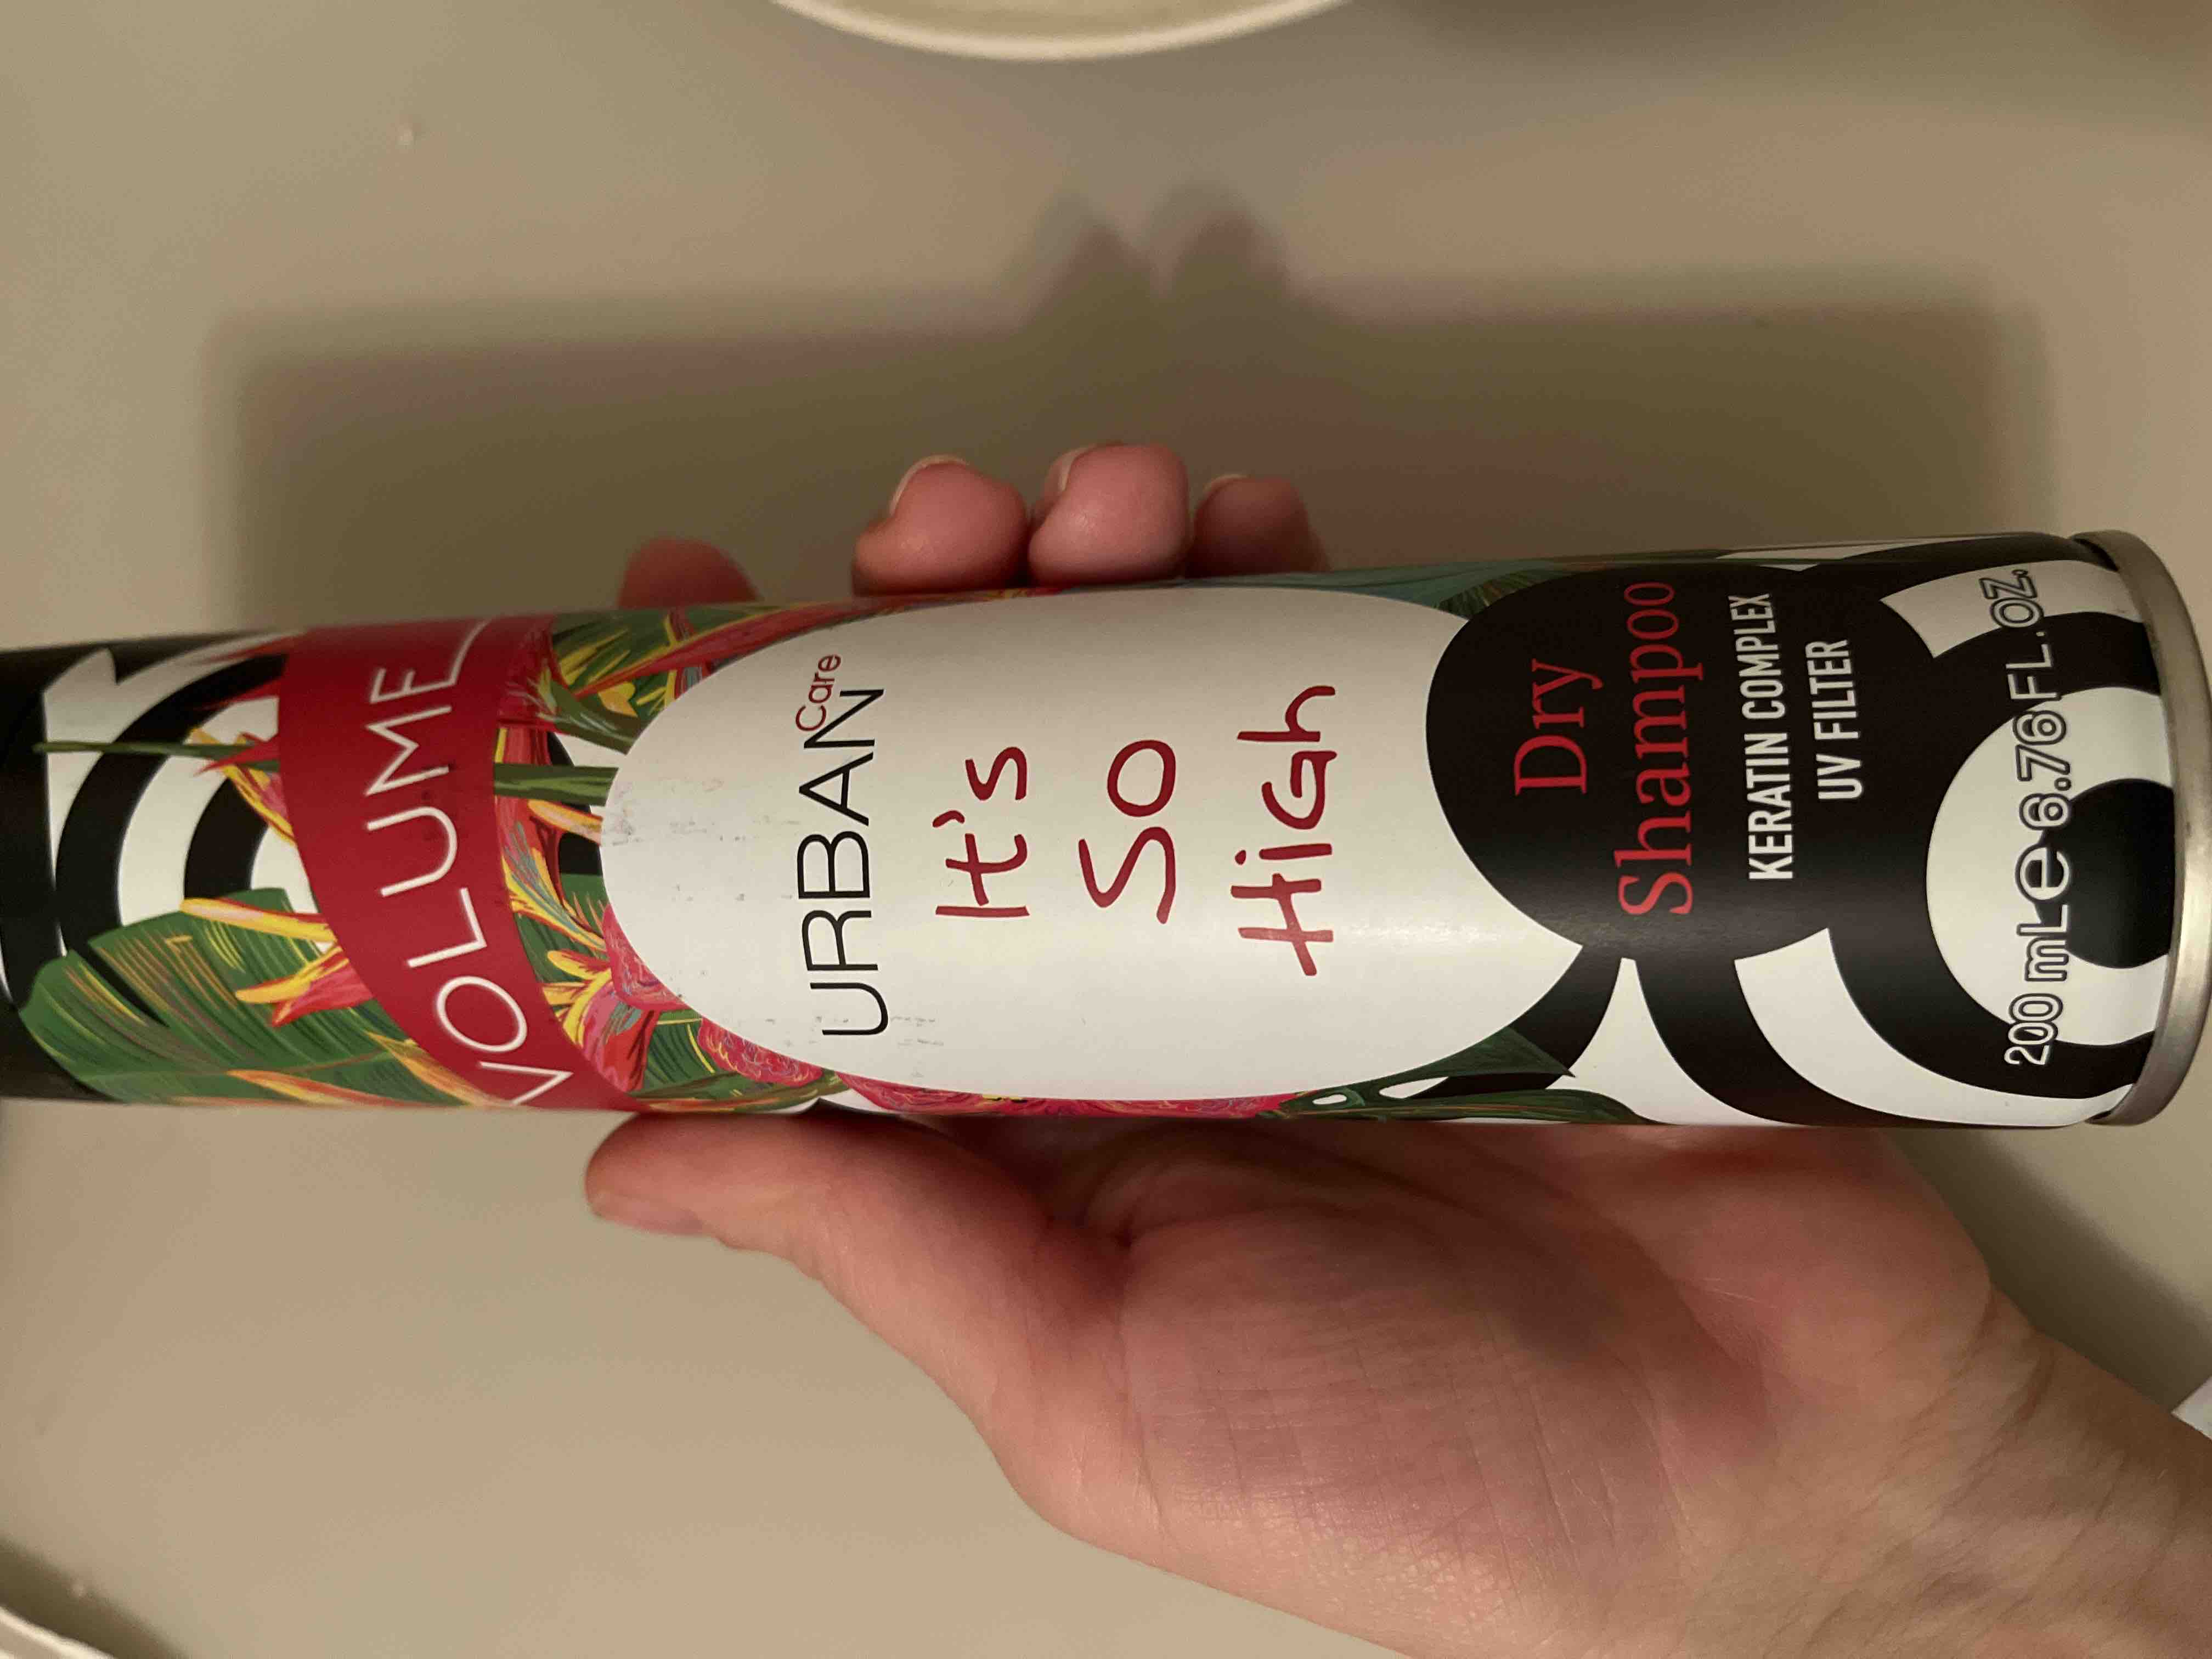 VOLUME
URBAN Care
It's
SO
HiGh
Dry
Shampoo
KERATIN COMPLEX
UV FILTER
200 mL e 6.76 FL.OZ.